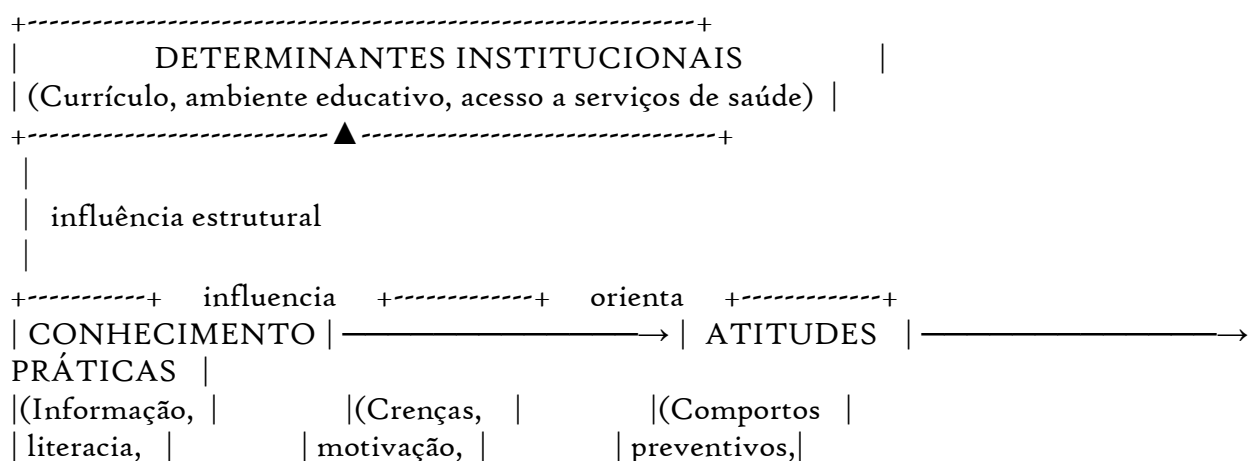 +---------------------------------------------------------------+
| DETERMINANTES INSTITUCIONAIS |
| (Currículo, ambiente educativo, acesso a serviços de saúde) |
+----------------------------▲---------------------------------+
|
| influência estrutural
|
+-----------+ influencia +-------------+ orienta +-------------+
| CONHECIMENTO | ────────────────→ | ATITUDES | ────────────────→
PRÁTICAS |
|(Informação, | |(Crenças, | |(Comportos |
| literacia, | | motivação, | | preventivos,|